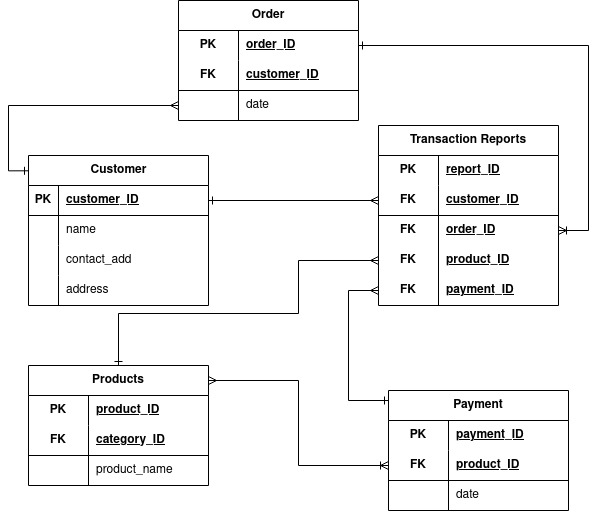 Order
PK order_ID
FK customer_ID
date
Transaction Reports
PK report_ID
FK customer_ID
FK order_ID
FK product_ID
FK payment_ID
Customer
PK customer_ID
name
contact_add
address
Products
PK product_ID
FK category_ID
product_name
Payment
PK payment_ID
FK product_ID
date